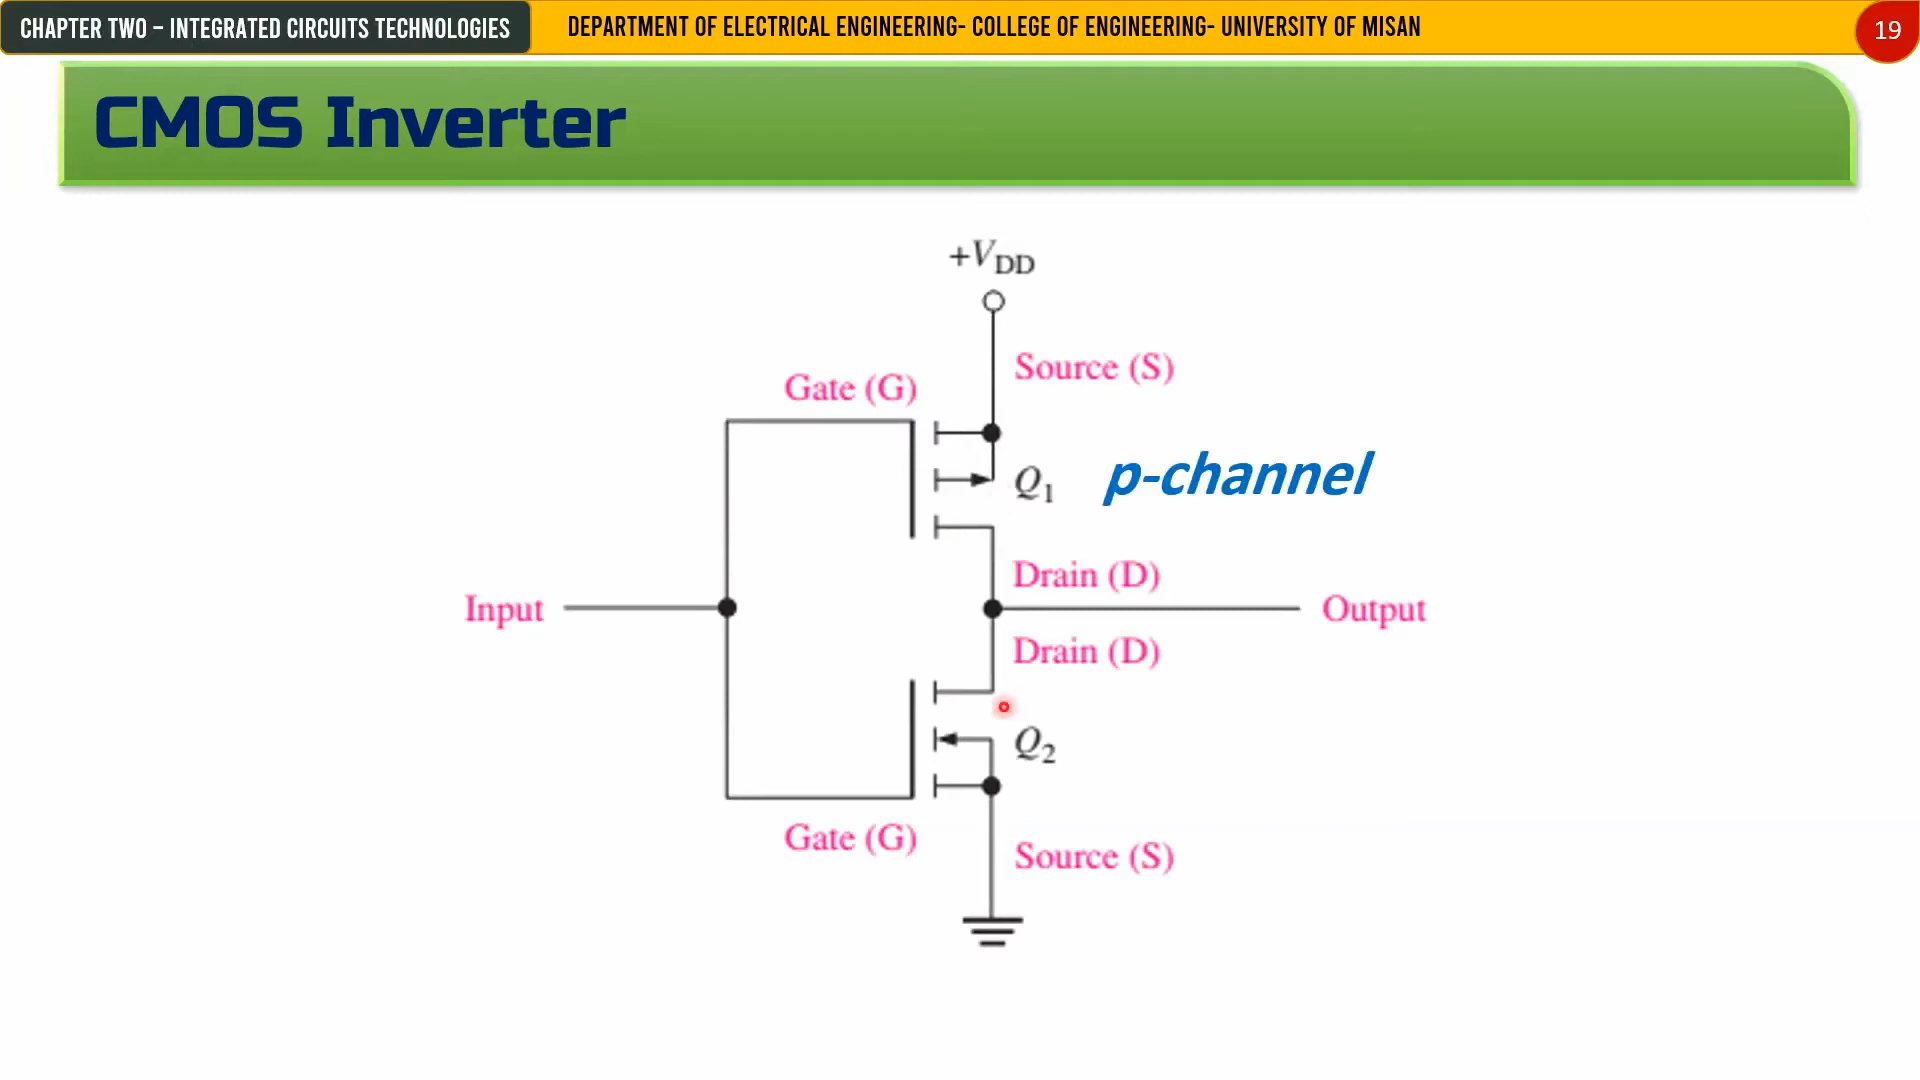 CHAPTER TWO – INTEGRATED CIRCUITS TECHNOLOGIES
DEPARTMENT OF ELECTRICAL ENGINEERING- COLLEGE OF ENGINEERING- UNIVERSITY OF MISAN
19
CMOS Inverter
+VDD
Source (S)
Gate (G)
Q1
p-channel
Drain (D)
Input
Output
Drain (D)
Q2
Gate (G)
Source (S)